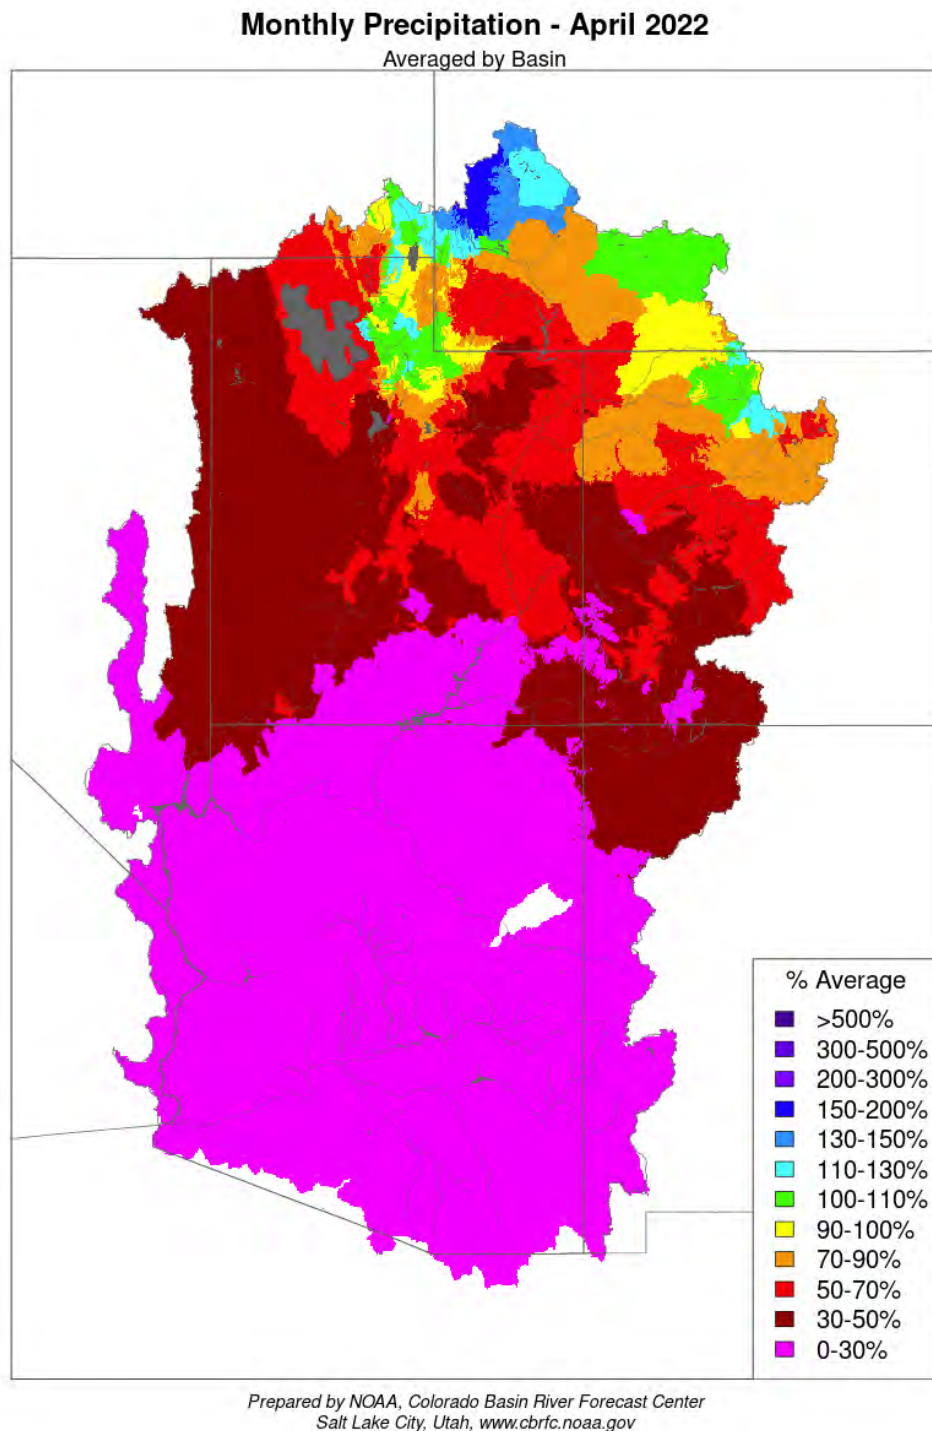 Monthly Precipitation - April 2022
Averaged by Basin
% Average
>500%
300-500%
200-300%
150-200%
130-150%
110-130%
100-110%
90-100%
70-90%
50-70%
30-50%
0-30%
Prepared by NOAA, Colorado Basin River Forecast Center
Salt Lake City, Utah, www.cbrfc.noaa.gov